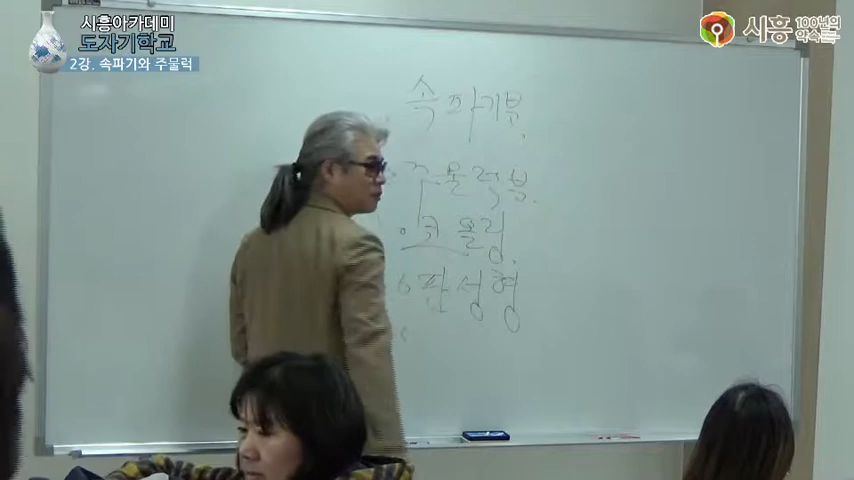 시흥아카데미
도자기학교
2강. 속파기와 주물럭
시흥 100년의 약속
속파기부.
주물럭부.
코올링.
판성형